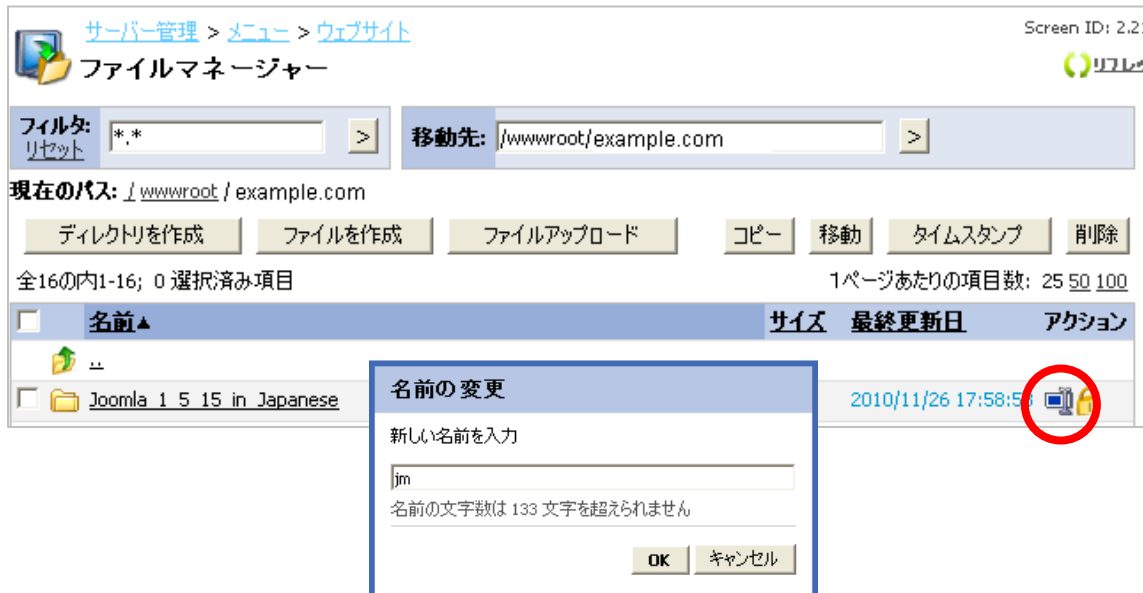 サーバー管理 > メニュー > ウェブサイト
Screen ID: 2.2
ファイルマネージャー
フィルタ:
リセット
*.*
>
移動先:
/wwwroot/example.com
>
現在のパス: / wwwroot / example.com
ディレクトリを作成 ファイルを作成 ファイルアップロード コピー 移動 タイムスタンプ 削除
全16の内1-16; 0 選択済み項目
1ページあたりの項目数: 25 50 100
名前▲ サイズ 最終更新日 アクション
..
Joomla_1_5_15_in_Japanese
2010/11/26 17:58:5
名前の変更
新しい名前を入力
jm
名前の文字数は 133 文字を超えられません
OK キャンセル